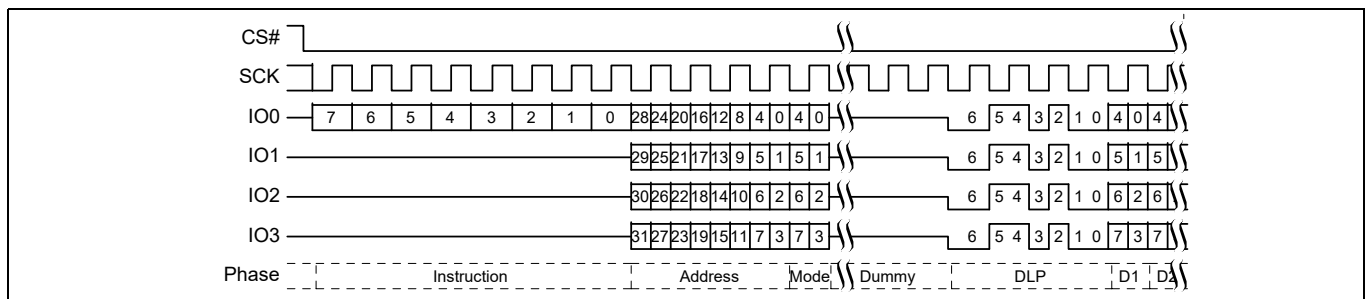 CS#
SCK
IO0 7 6 5 4 3 2 1 0 28 24 20 16 12 8 4 0 4 0 6 5 4 3 2 1 0 4 0 4
IO1 29 25 21 17 13 9 5 1 5 1 6 5 4 3 2 1 0 5 1 5
IO2 30 26 22 18 14 10 6 2 6 2 6 5 4 3 2 1 0 6 2 6
IO3 31 27 23 19 15 11 7 3 7 3 6 5 4 3 2 1 0 7 3 7
Phase Instruction Address Mode Dummy DLP D1 D2